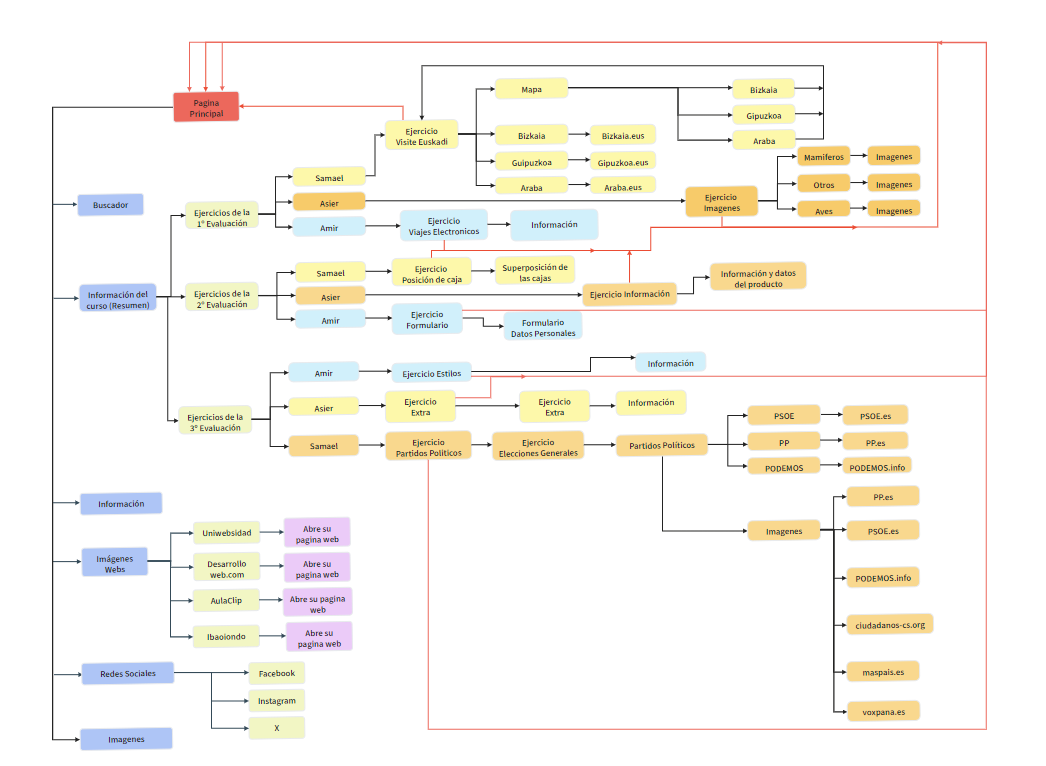 Pagina
Principal
Buscador
Información del
curso (Resumen)
Información
Imágenes
Webs
Redes Sociales
Imagenes
Ejercicios de la
1º Evaluación
Samael
Ejercicio
Visite Euskadi
Mapa
Bizkaia
Gipuzkoa
Araba
Bizkaia
Bizkaia.eus
Guipuzkoa
Gipuzkoa.eus
Araba
Araba.eus
Asier
Ejercicio
Imagenes
Mamiferos
Imagenes
Otros
Imagenes
Aves
Imagenes
Amir
Ejercicio
Viajes Electronicos
Información
Ejercicios de la
2º Evaluación
Samael
Ejercicio
Posición de caja
Superposición de
las cajas
Asier
Ejercicio Información
Información y datos
del producto
Amir
Ejercicio
Formulario
Formulario
Datos Personales
Ejercicios de la
3º Evaluación
Amir
Ejercicio Estilos
Información
Asier
Ejercicio
Extra
Ejercicio
Extra
Información
Samael
Ejercicio
Partidos Politicos
Ejercicio
Elecciones Generales
Partidos Políticos
PSOE
PSOE.es
PP
PP.es
PODEMOS
PODEMOS.info
Imagenes
PP.es
PSOE.es
PODEMOS.info
ciudadanos-cs.org
maspais.es
voxpana.es
Uniwebsidad
Abre su
pagina web
Desarrollo
web.com
Abre su
pagina web
AulaClip
Abre su pagina
web
Ibaoiondo
Abre su
pagina web
Facebook
Instagram
X